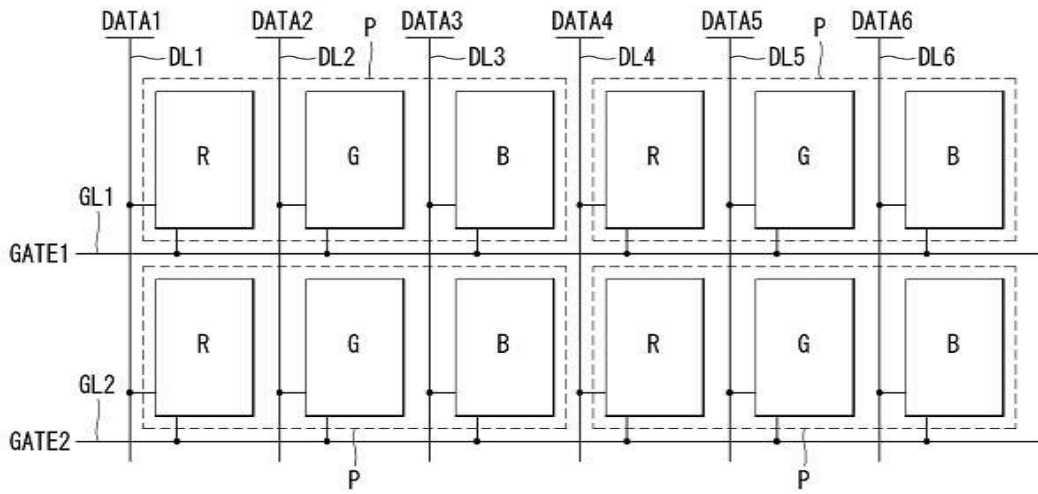 DATA1 DATA2 P DATA3 DATA4 DATA5 P DATA6
DL1 DL2 DL3 DL4 DL5 DL6
R G B R G B
GL1
GATE1
R G B R G B
GL2
GATE2
P P